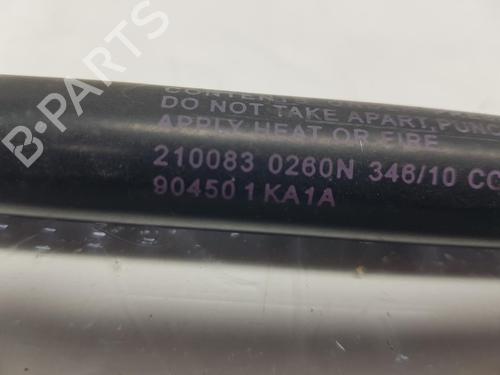 DO NOT TAKE APART,PUNC
APPLY HEAT OR FIRE
210083 0260N 346/10 CO
90450 1KA1A
B-PARTS